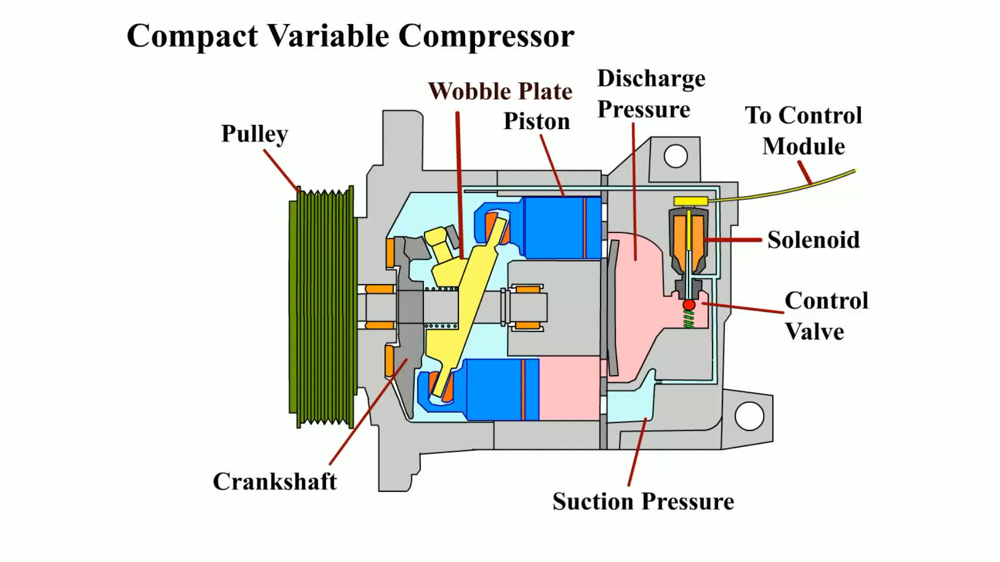 Compact Variable Compressor
Discharge
Pressure
Wobble Plate
Piston
Pulley
To Control
Module
Solenoid
Control
Valve
Crankshaft
Suction Pressure